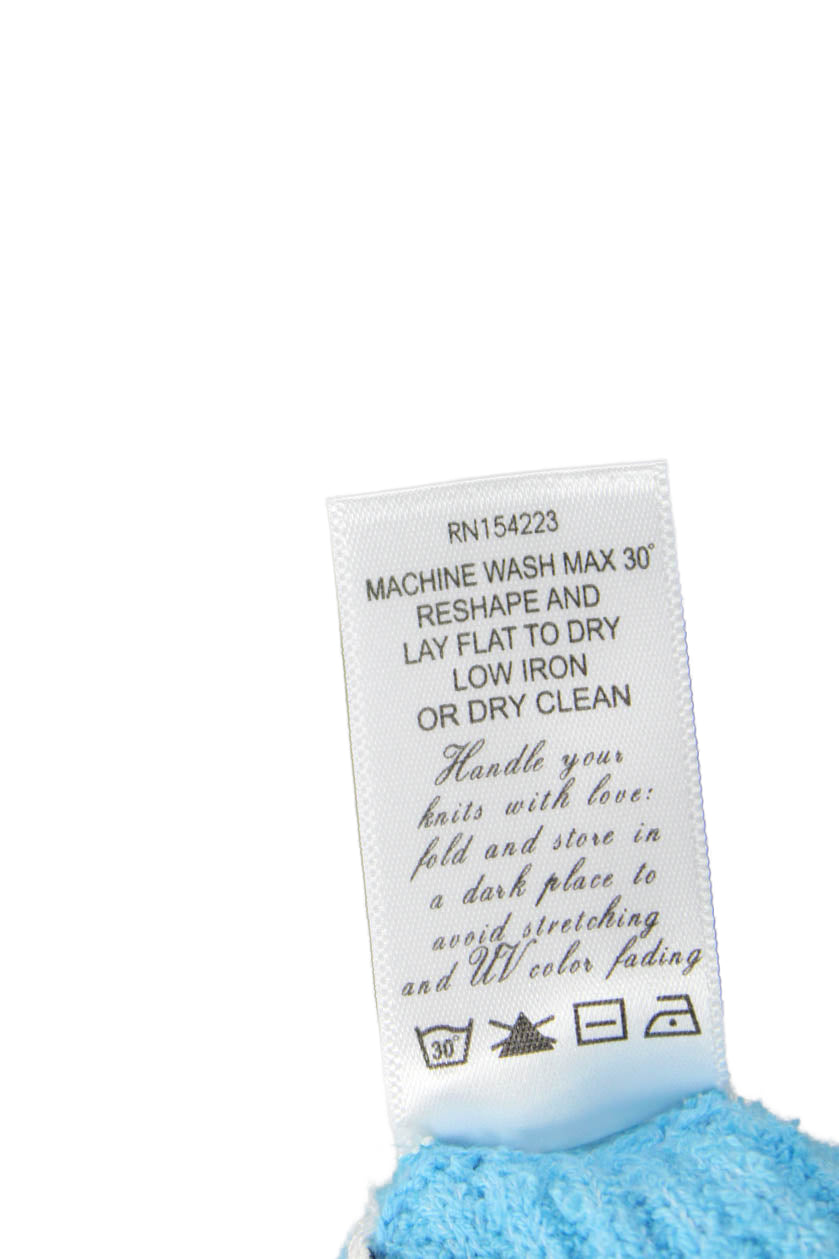 RN154223
MACHINE WASH MAX 30°
RESHAPE AND
LAY FLAT TO DRY
LOW IRON
OR DRY CLEAN
Handle your
knits with love:
fold and store in
a dark place to
avoid stretching
and UV color fading
30°